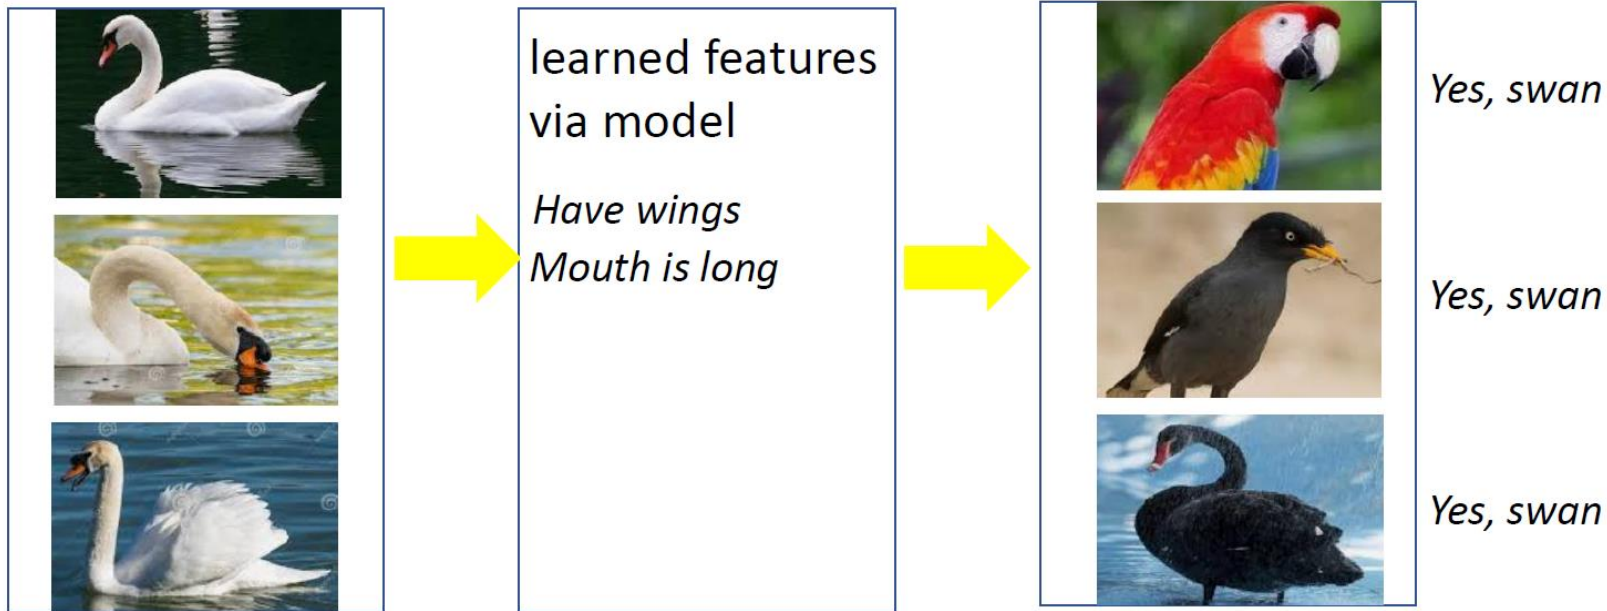 learned features
via model
Have wings
Mouth is long
Yes, swan
Yes, swan
Yes, swan